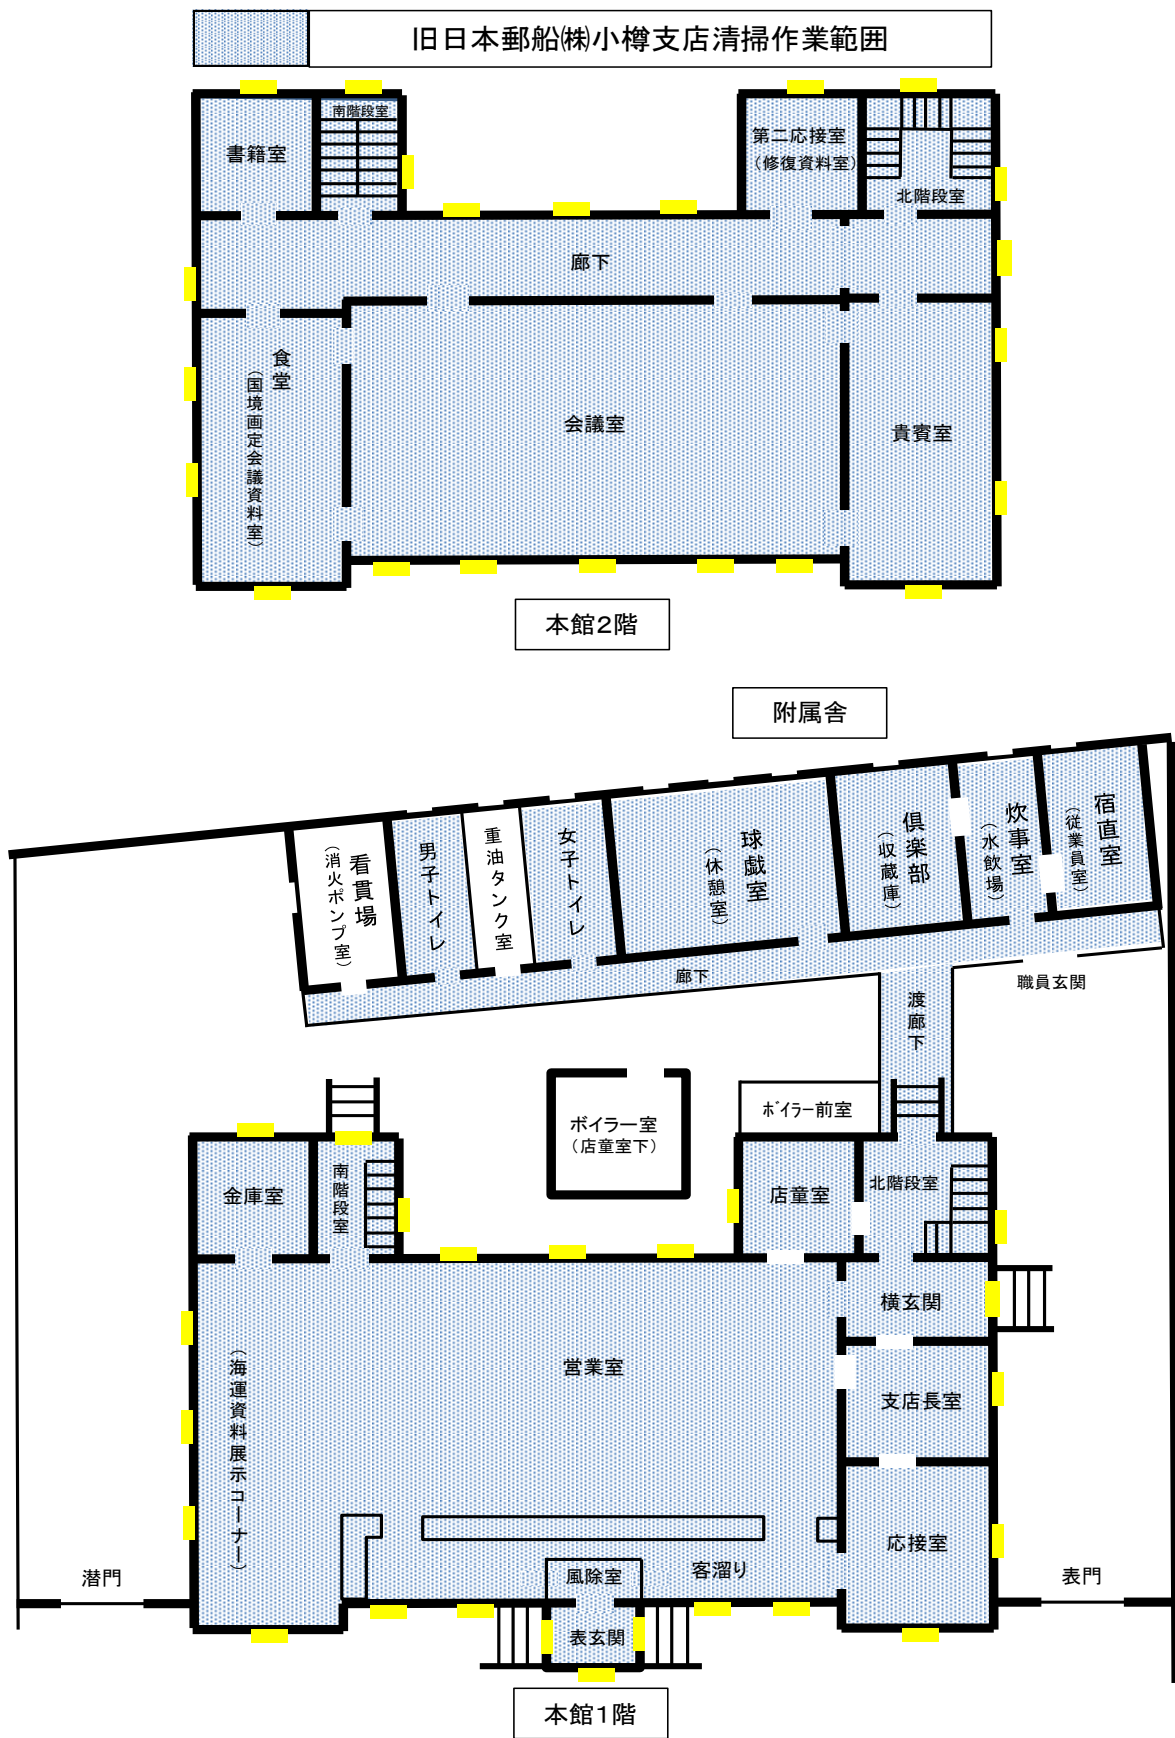 旧日本郵船㈱小樽支店清掃作業範囲
南階段室
書籍室
第二応接室
（修復資料室）
北階段室
廊下
食堂
（国境画定会議資料室）
会議室
貴賓室
本館2階
附属舎
宿直室
（従業員室）
炊事室
（水飲場）
倶楽部
（収蔵庫）
球戯室
（休憩室）
女子トイレ
重油タンク室
男子トイレ
看貫場
（消火ポンプ室）
廊下
職員玄関
渡廊下
ボイラー前室
ボイラー室
（店童室下）
金庫室
南階段室
店童室
北階段室
横玄関
営業室
（海運資料展示コーナー）
支店長室
応接室
客溜り
風除室
表玄関
潜門
表門
本館1階